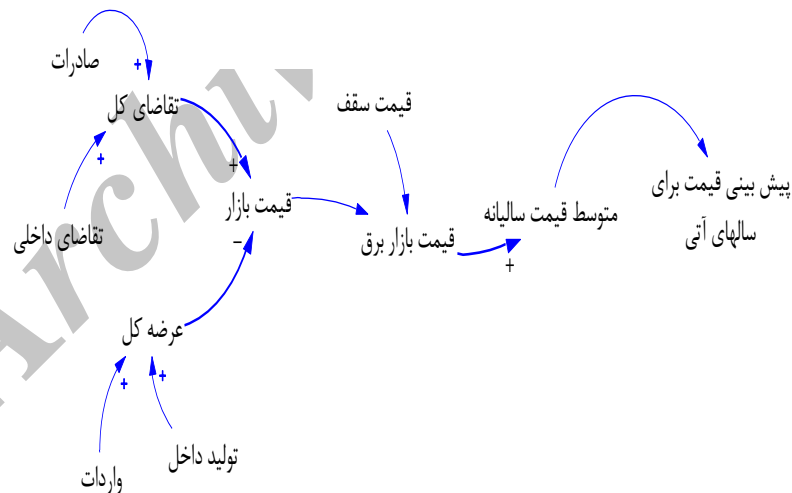 صادرات
+
تقاضای کل
+
تقاضای داخلی
قیمت سقف
+
قیمت بازار
−
پیش بینی قیمت برای
سالهای آتی
متوسط قیمت سالیانه
قیمت بازار برق
+
عرضه کل
+
+
تولید داخل
واردات
Archiv